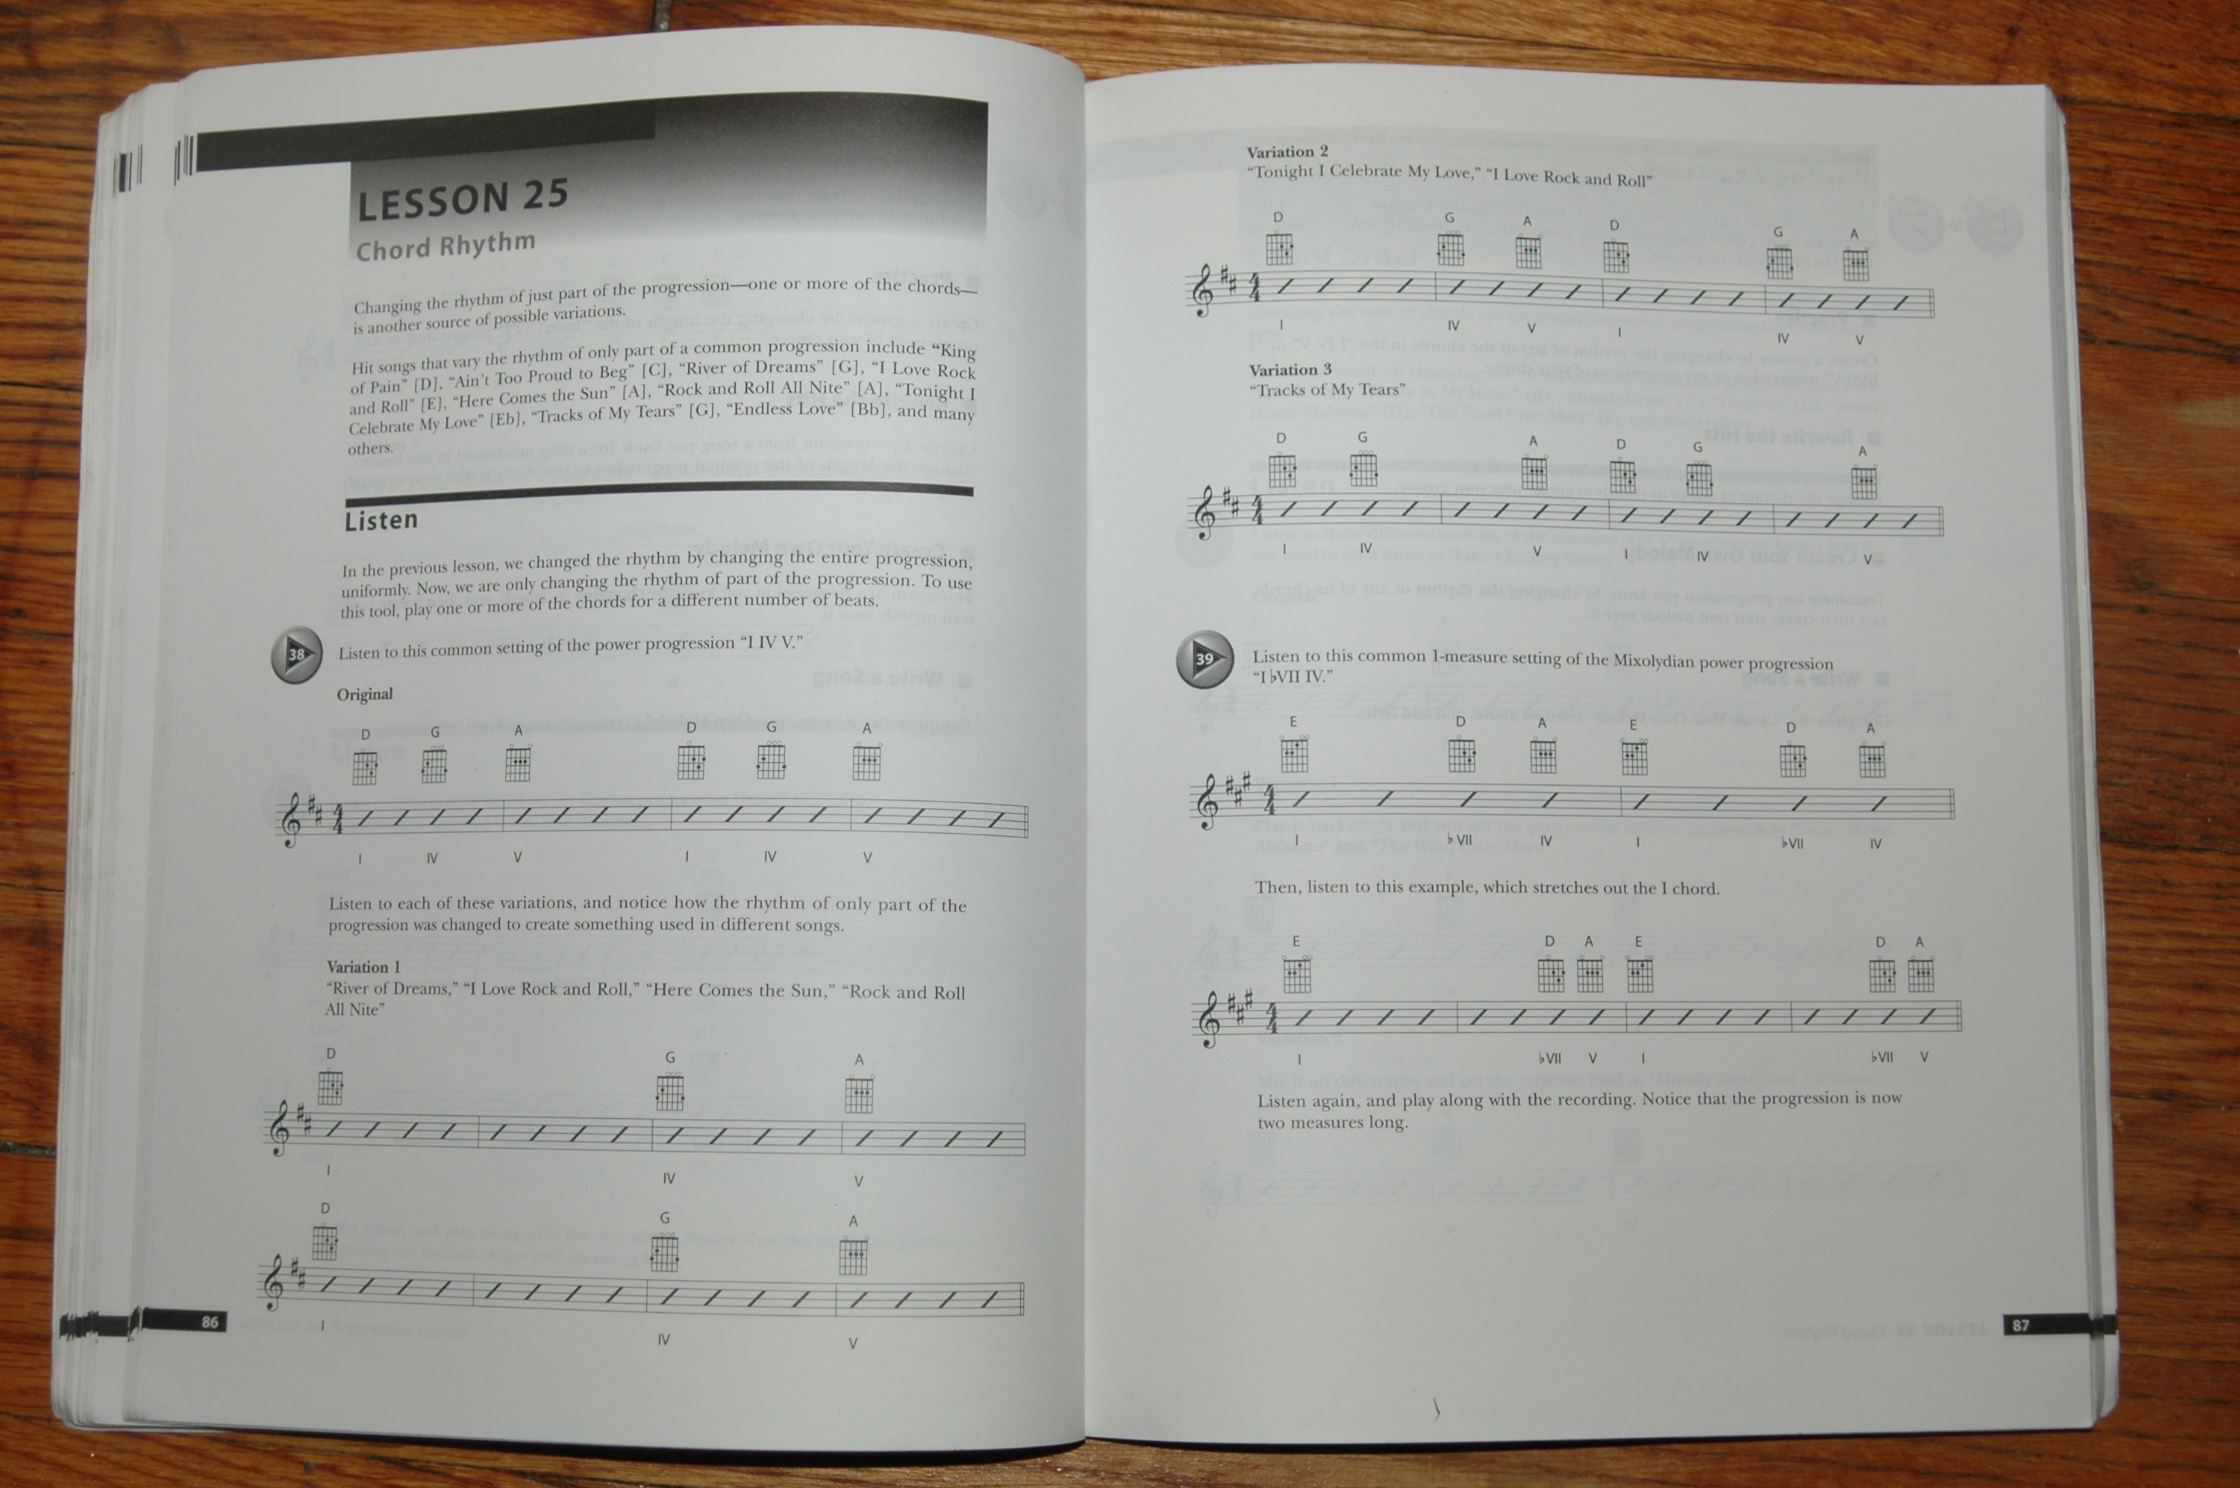 LESSON 25
Chord Rhythm
Changing the rhythm of just part of the progression—one or more of the chords—
is another source of possible variations.
Hit songs that vary the rhythm of only part of a common progression include “King
of Pain” [D], “Ain’t Too Proud to Beg” [C], “River of Dreams” [G], “I Love Rock
and Roll” [E], “Here Comes the Sun” [A], “Rock and Roll All Nite” [A], “Tonight I
Celebrate My Love” [Eb], “Tracks of My Tears” [G], “Endless Love” [Bb], and many
others.
Listen
In the previous lesson, we changed the rhythm by changing the entire progression,
uniformly. Now, we are only changing the rhythm of part of the progression. To use
this tool, play one or more of the chords for a different number of beats.
38
Listen to this common setting of the power progression “I IV V.”
Original
D G A D G A
4
4
I IV V I IV V
Listen to each of these variations, and notice how the rhythm of only part of the
progression was changed to create something used in different songs.
Variation 1
“River of Dreams,” “I Love Rock and Roll,” “Here Comes the Sun,” “Rock and Roll
All Nite”
D G A
I IV V
D G A
I IV V
86
Variation 2
“Tonight I Celebrate My Love,” “I Love Rock and Roll”
D G A D G A
4
4
I IV V I IV V
Variation 3
“Tracks of My Tears”
D G A D G A
4
4
I IV V I IV V
39
Listen to this common 1-measure setting of the Mixolydian power progression
“I ♭VII IV.”
E D A E D A
4
4
I ♭VII IV I ♭VII IV
Then, listen to this example, which stretches out the I chord.
E D A E D A
4
4
I ♭VII V I ♭VII V
Listen again, and play along with the recording. Notice that the progression is now
two measures long.
87